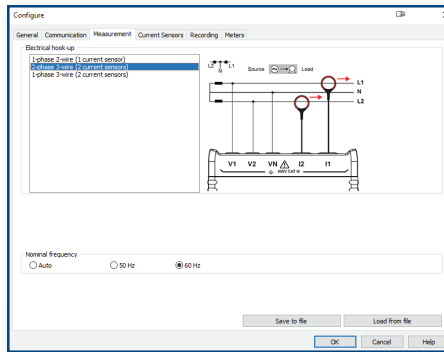 Configure
General Communication Measurement Current Sensors Recording Meters
Electrical hook-up
1-phase 2-wire (1 current sensor)
2-phase 3-wire (2 current sensors)
1-phase 3-wire (2 current sensors)
L2 N L1
Source Load
L1
N
L2
V1 V2 VN I2 I1
600V CAT III
Nominal frequency
Auto 50 Hz 60 Hz
Save to file Load from file
OK Cancel Help